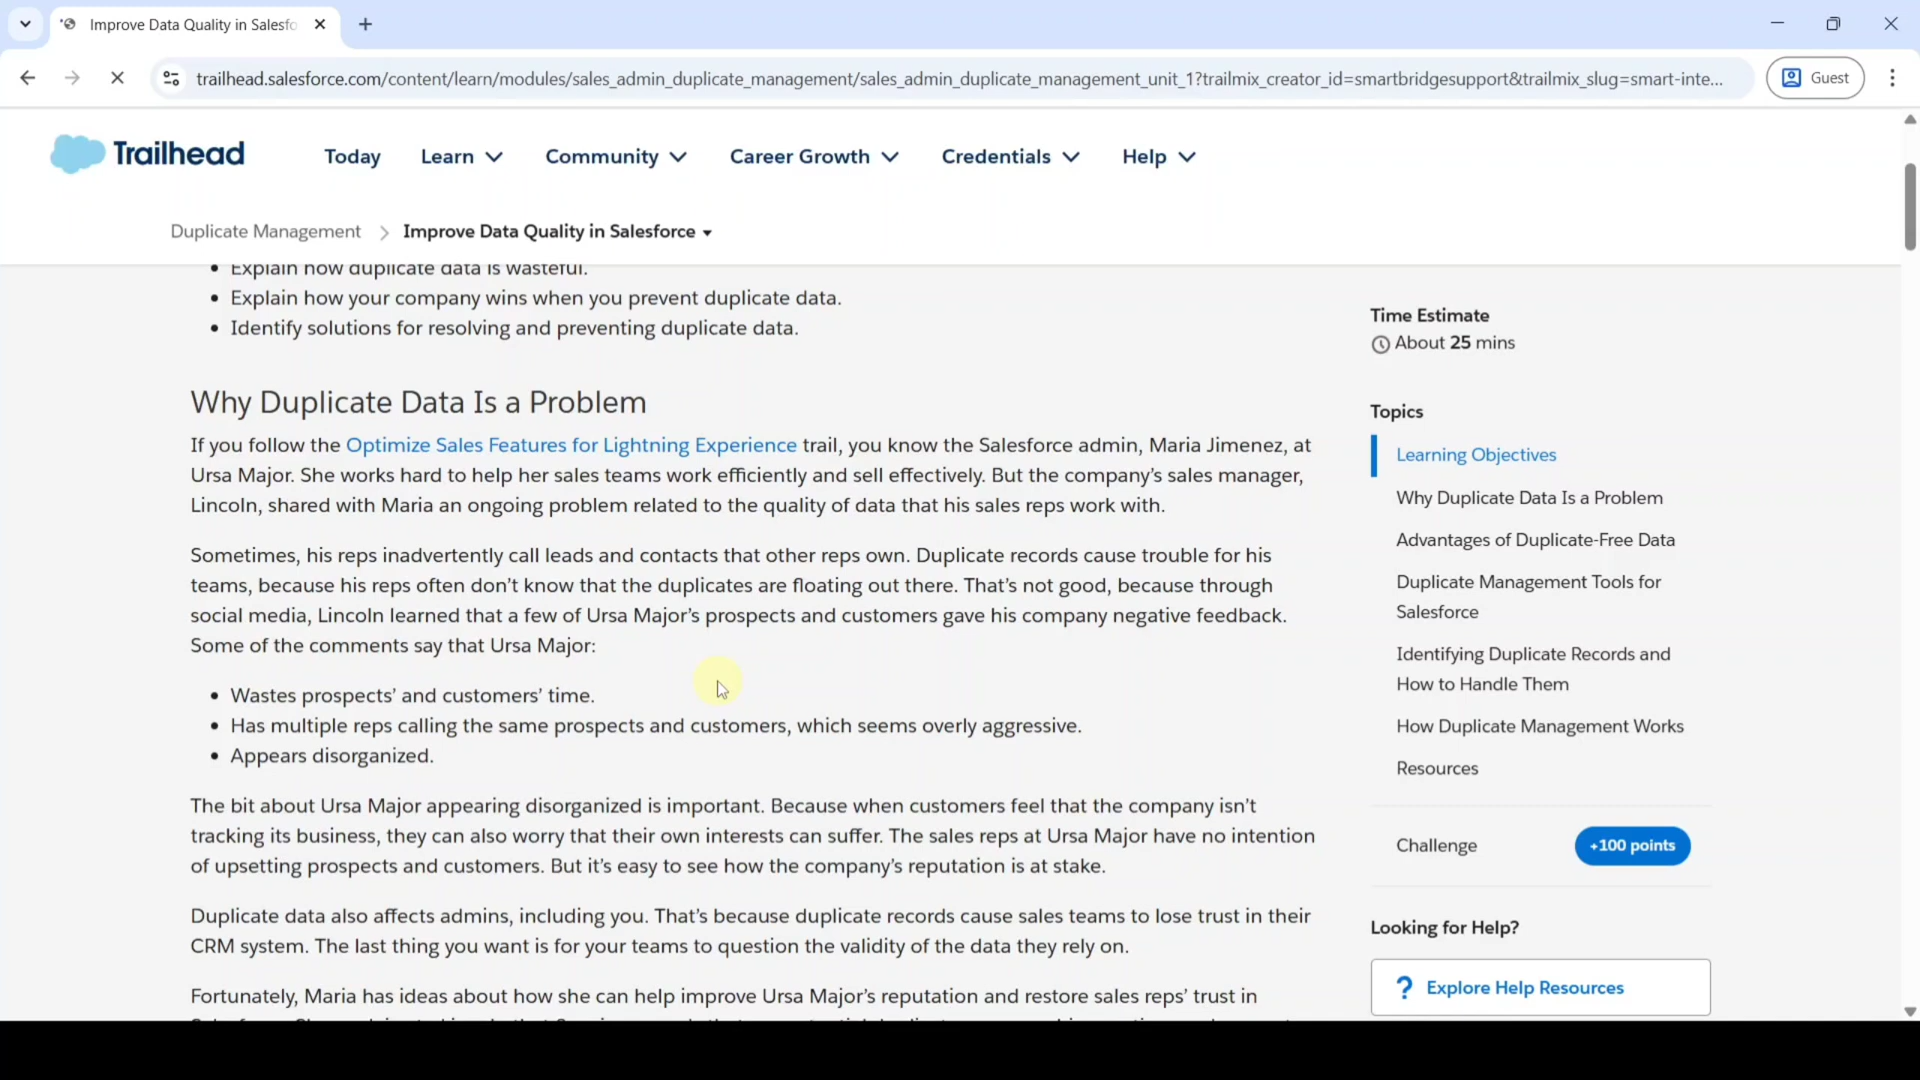 Improve Data Quality in Salesfo
trailhead.salesforce.com/content/learn/modules/sales_admin_duplicate_management/sales_admin_duplicate_management_unit_1?trailmix_creator_id=smartbridgesupport&trailmix_slug=smart-inte...
Guest
Trailhead
Today
Learn
Community
Career Growth
Credentials
Help
Duplicate Management
Improve Data Quality in Salesforce
Explain how duplicate data is wasteful.
Explain how your company wins when you prevent duplicate data.
Identify solutions for resolving and preventing duplicate data.
Why Duplicate Data Is a Problem
If you follow the Optimize Sales Features for Lightning Experience trail, you know the Salesforce admin, Maria Jimenez, at
Ursa Major. She works hard to help her sales teams work efficiently and sell effectively. But the company’s sales manager,
Lincoln, shared with Maria an ongoing problem related to the quality of data that his sales reps work with.
Sometimes, his reps inadvertently call leads and contacts that other reps own. Duplicate records cause trouble for his
teams, because his reps often don’t know that the duplicates are floating out there. That’s not good, because through
social media, Lincoln learned that a few of Ursa Major’s prospects and customers gave his company negative feedback.
Some of the comments say that Ursa Major:
Wastes prospects’ and customers’ time.
Has multiple reps calling the same prospects and customers, which seems overly aggressive.
Appears disorganized.
The bit about Ursa Major appearing disorganized is important. Because when customers feel that the company isn’t
tracking its business, they can also worry that their own interests can suffer. The sales reps at Ursa Major have no intention
of upsetting prospects and customers. But it’s easy to see how the company’s reputation is at stake.
Duplicate data also affects admins, including you. That’s because duplicate records cause sales teams to lose trust in their
CRM system. The last thing you want is for your teams to question the validity of the data they rely on.
Fortunately, Maria has ideas about how she can help improve Ursa Major’s reputation and restore sales reps’ trust in
Time Estimate
About 25 mins
Topics
Learning Objectives
Why Duplicate Data Is a Problem
Advantages of Duplicate-Free Data
Duplicate Management Tools for
Salesforce
Identifying Duplicate Records and
How to Handle Them
How Duplicate Management Works
Resources
Challenge
+100 points
Looking for Help?
? Explore Help Resources